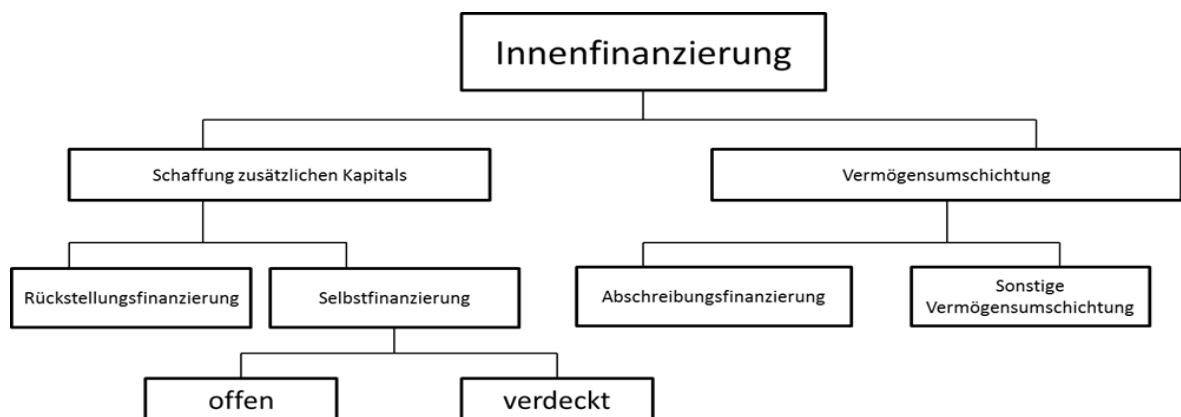 Innenfinanzierung
Schaffung zusätzlichen Kapitals
Vermögensumschichtung
Rückstellungsfinanzierung
Selbstfinanzierung
Abschreibungsfinanzierung
Sonstige
Vermögensumschichtung
offen
verdeckt